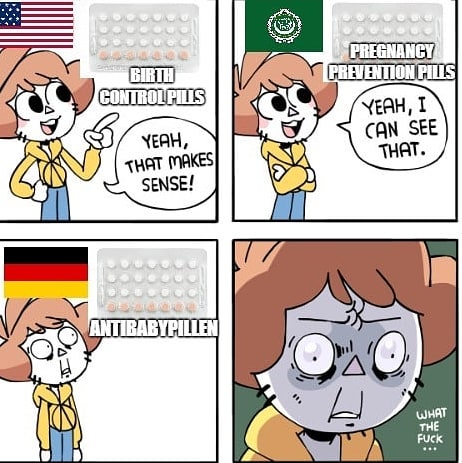 BIRTH
CONTROL PILLS
YEAH,
THAT MAKES
SENSE!
PREGNANCY
PREVENTION PILLS
YEAH, I
CAN SEE
THAT.
ANTIBABYPILLEN
WHAT
THE
FUCK
...